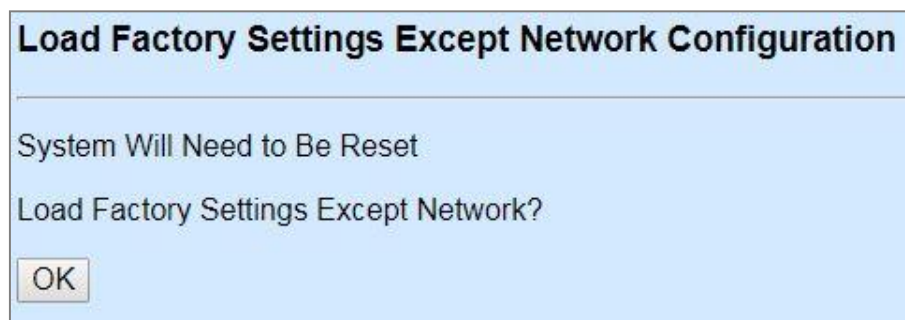 Load Factory Settings Except Network Configuration
System Will Need to Be Reset
Load Factory Settings Except Network?
OK